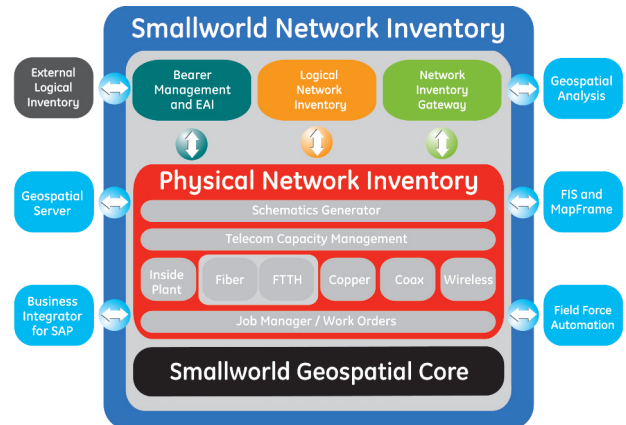 Smallworld Network Inventory
External
Logical
Inventory
Bearer
Management
and EAI
Logical
Network
Inventory
Network
Inventory
Gateway
Geospatial
Analysis
Physical Network Inventory
Geospatial
Server
Schematics Generator
FIS and
MapFrame
Telecom Capacity Management
Inside
Plant
Fiber
FTTH
Copper
Coax
Wireless
Business
Integrator
for SAP
Job Manager / Work Orders
Field Force
Automation
Smallworld Geospatial Core